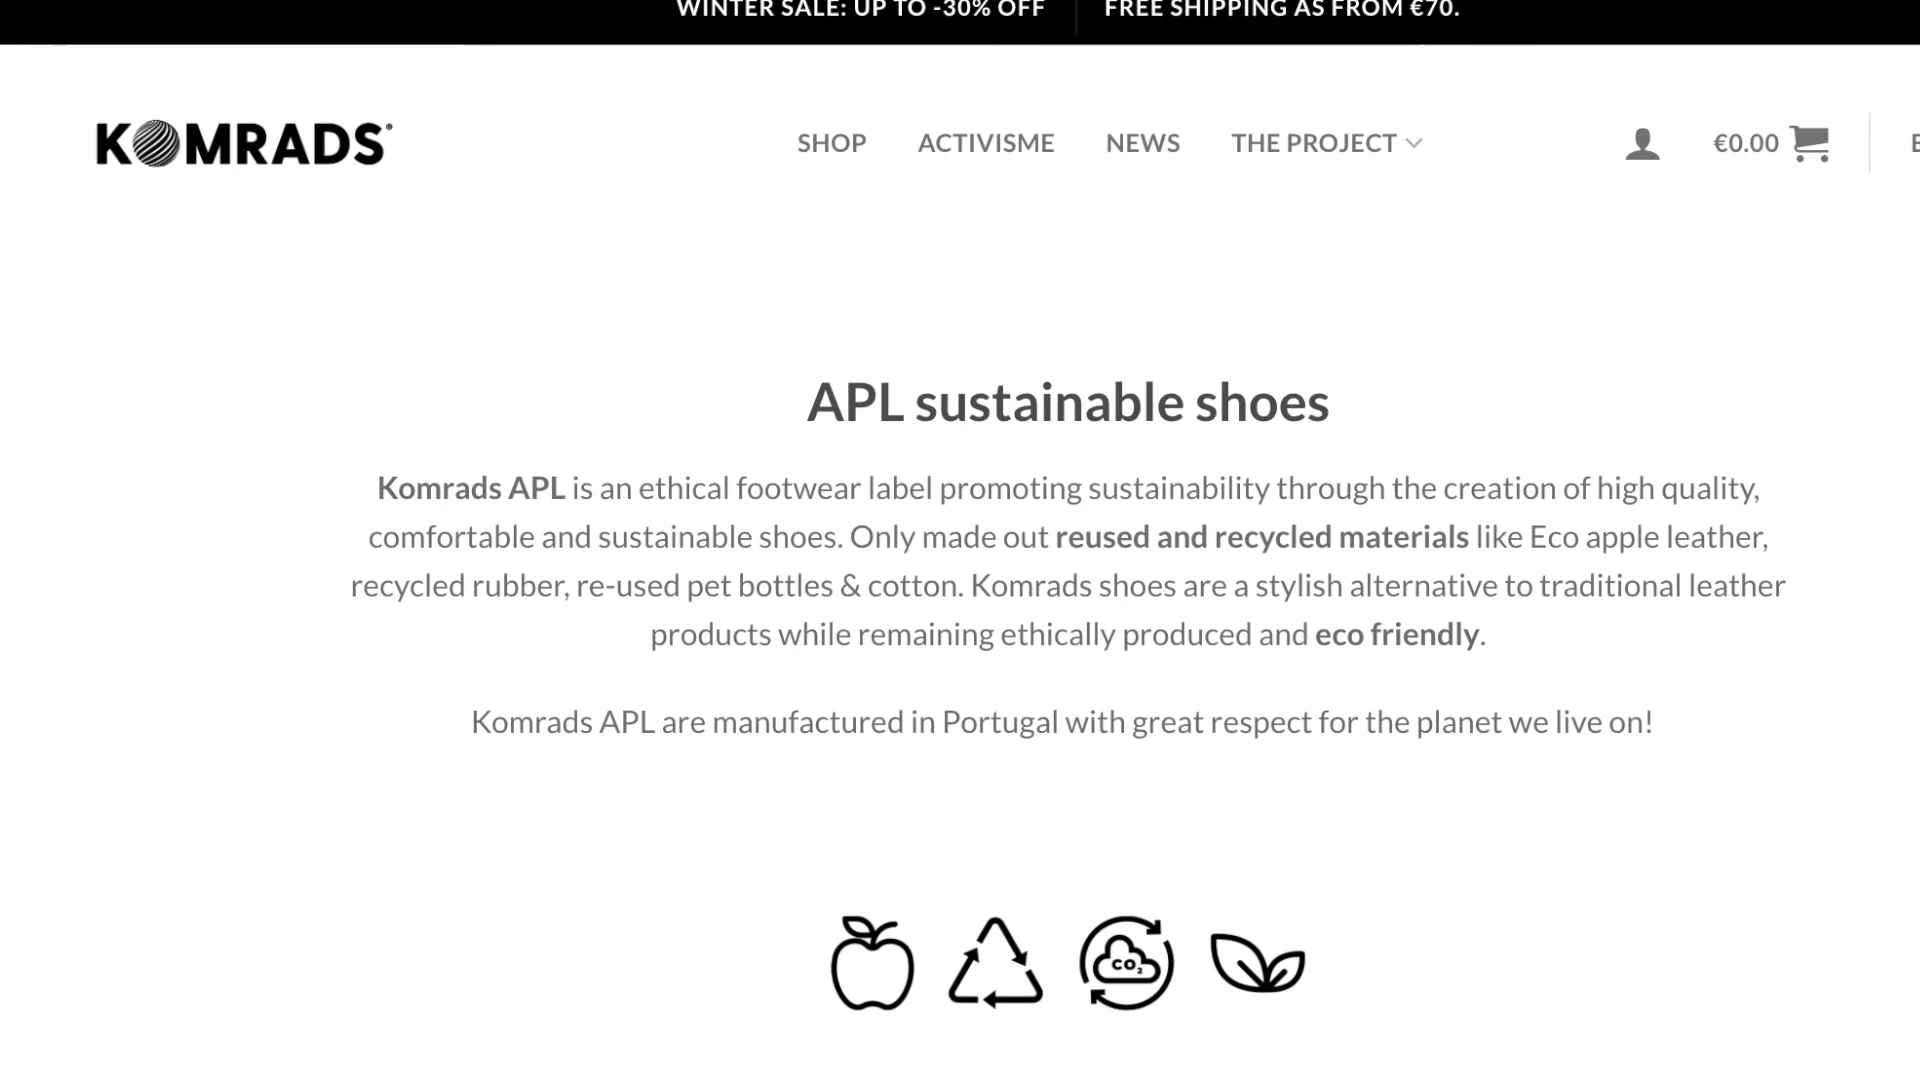 WINTER SALE: UP TO -30% OFF FREE SHIPPING AS FROM €70.
KOMRADS®
SHOP ACTIVISME NEWS THE PROJECT €0.00
APL sustainable shoes
Komrads APL is an ethical footwear label promoting sustainability through the creation of high quality,
comfortable and sustainable shoes. Only made out reused and recycled materials like Eco apple leather,
recycled rubber, re-used pet bottles & cotton. Komrads shoes are a stylish alternative to traditional leather
products while remaining ethically produced and eco friendly.
Komrads APL are manufactured in Portugal with great respect for the planet we live on!
CO₂